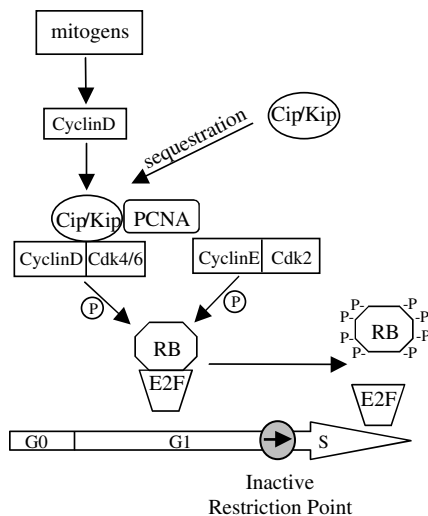 mitogens
CyclinD
sequestration
Cip/Kip
Cip/Kip
PCNA
CyclinD Cdk4/6
CyclinE Cdk2
P
P
RB
E2F
P- -P
P- -P
P- RB -P
P- -P
E2F
G0 G1 S
Inactive
Restriction Point